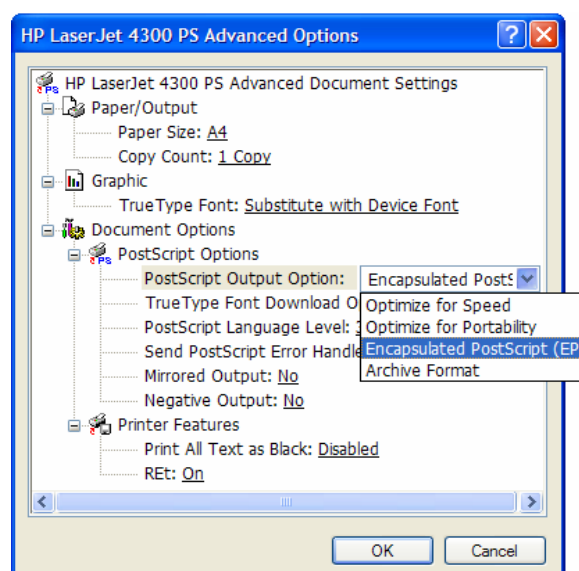 HP LaserJet 4300 PS Advanced Options
HP LaserJet 4300 PS Advanced Document Settings
Paper/Output
Paper Size: A4
Copy Count: 1 Copy
Graphic
TrueType Font: Substitute with Device Font
Document Options
PostScript Options
PostScript Output Option: Encapsulated PostS
Optimize for Speed
TrueType Font Download O
Optimize for Portability
PostScript Language Level:
Encapsulated PostScript (EP
Send PostScript Error Handle
Archive Format
Mirrored Output: No
Negative Output: No
Printer Features
Print All Text as Black: Disabled
REt: On
OK Cancel